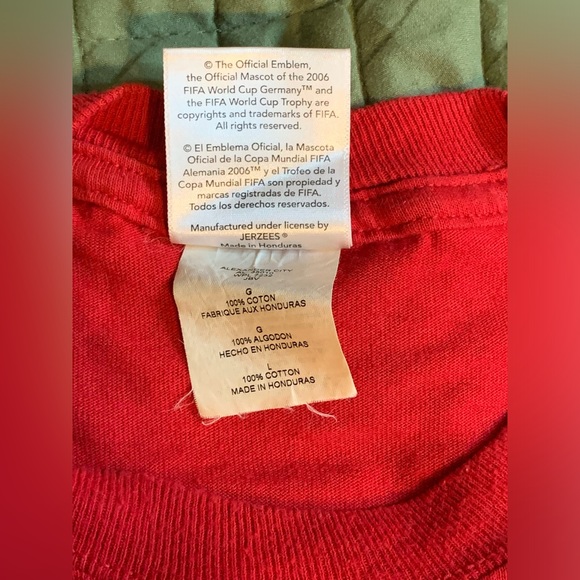 © The Official Emblem,
the Official Mascot of the 2006
FIFA World Cup Germany™ and
the FIFA World Cup Trophy are
copyrights and trademarks of FIFA.
All rights reserved.
© El Emblema Oficial, la Mascota
Oficial de la Copa Mundial FIFA
Alemania 2006™ y el Trofeo de la
Copa Mundial FIFA son propiedad y
marcas registradas de FIFA.
Todos los derechos reservados.
Manufactured under license by
JERZEES®
Made in Honduras
ALEXANDER CITY
G
100% COTON
FABRIQUE AUX HONDURAS
G
100% ALGODON
HECHO EN HONDURAS
L
100% COTTON
MADE IN HONDURAS